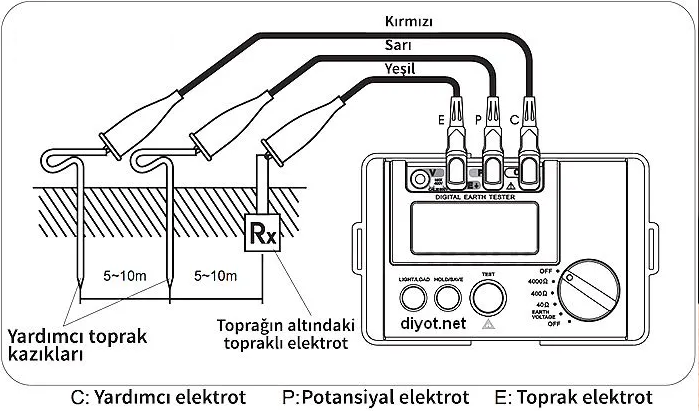 Kırmızı
Sarı
Yeşil
E P C
V
E
DIGITAL EARTH TESTER
Rx
5~10m 5~10m
LIGHT/LOAD HOLD/SAVE TEST
OFF
4000Ω
400Ω
40Ω
EARTH
VOLTAGE
OFF
diyot.net
Yardımcı toprak
kazıkları
Toprağın altındaki
topraklı elektrot
C: Yardımcı elektrot P:Potansiyal elektrot E: Toprak elektrot